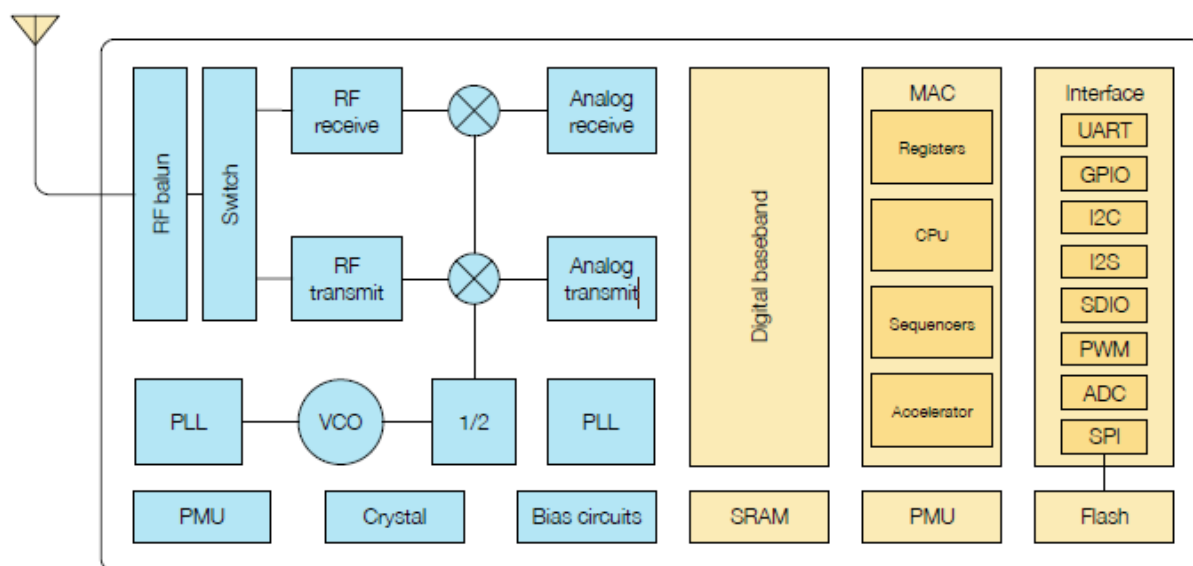 RF balun
Switch
RF
receive
Analog
receive
RF
transmit
Analog
transmit
PLL
VCO
1/2
PLL
PMU
Crystal
Bias circuits
Digital baseband
SRAM
MAC
Registers
CPU
Sequencers
Accelerator
PMU
Interface
UART
GPIO
I2C
I2S
SDIO
PWM
ADC
SPI
Flash